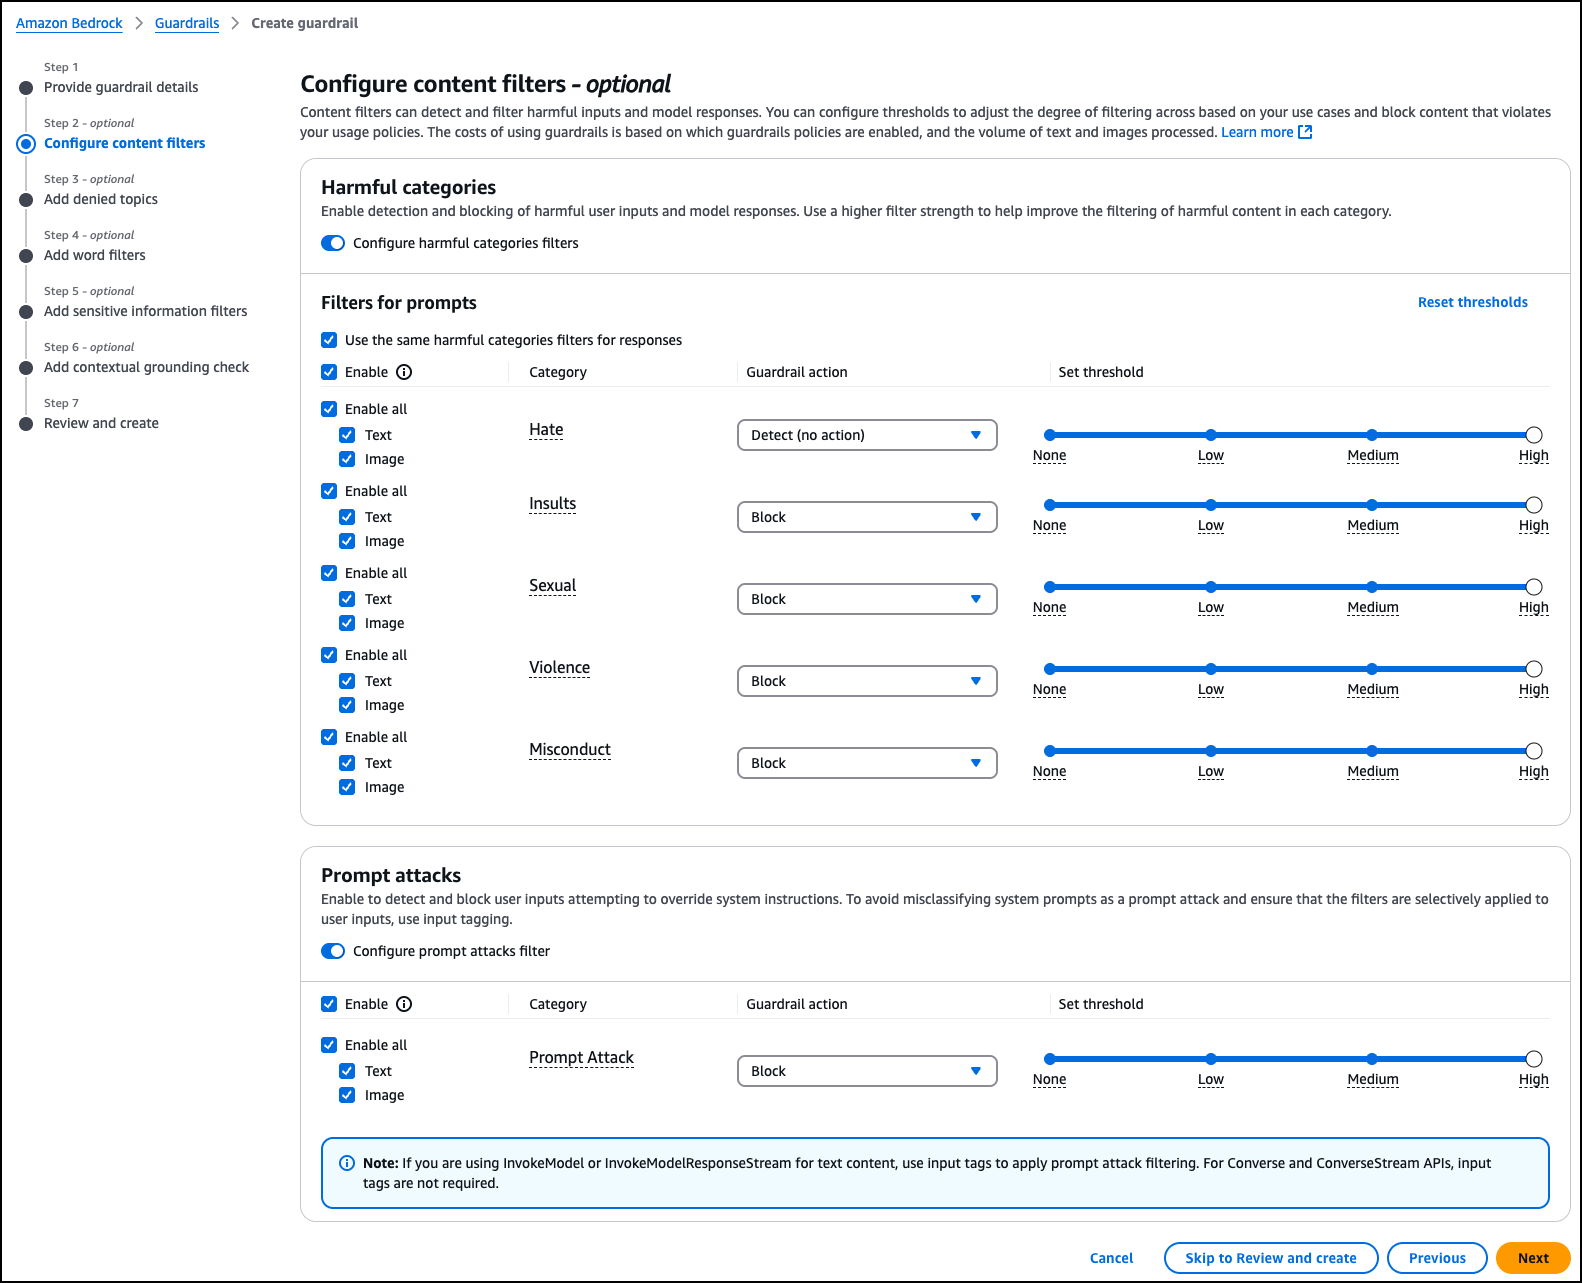 Amazon Bedrock > Guardrails > Create guardrail
Step 1
Provide guardrail details
Step 2 - optional
Configure content filters
Step 3 - optional
Add denied topics
Step 4 - optional
Add word filters
Step 5 - optional
Add sensitive information filters
Step 6 - optional
Add contextual grounding check
Step 7
Review and create
Configure content filters - optional
Content filters can detect and filter harmful inputs and model responses. You can configure thresholds to adjust the degree of filtering across based on your use cases and block content that violates
your usage policies. The costs of using guardrails is based on which guardrails policies are enabled, and the volume of text and images processed. Learn more
Harmful categories
Enable detection and blocking of harmful user inputs and model responses. Use a higher filter strength to help improve the filtering of harmful content in each category.
Configure harmful categories filters
Filters for prompts
Reset thresholds
Use the same harmful categories filters for responses
Enable Category Guardrail action Set threshold
Enable all
Text
Image
Hate
Detect (no action)
None Low Medium High
Enable all
Text
Image
Insults
Block
None Low Medium High
Enable all
Text
Image
Sexual
Block
None Low Medium High
Enable all
Text
Image
Violence
Block
None Low Medium High
Enable all
Text
Image
Misconduct
Block
None Low Medium High
Prompt attacks
Enable to detect and block user inputs attempting to override system instructions. To avoid misclassifying system prompts as a prompt attack and ensure that the filters are selectively applied to
user inputs, use input tagging.
Configure prompt attacks filter
Enable Category Guardrail action Set threshold
Enable all
Text
Image
Prompt Attack
Block
None Low Medium High
Note: If you are using InvokeModel or InvokeModelResponseStream for text content, use input tags to apply prompt attack filtering. For Converse and ConverseStream APIs, input
tags are not required.
Cancel Skip to Review and create Previous Next